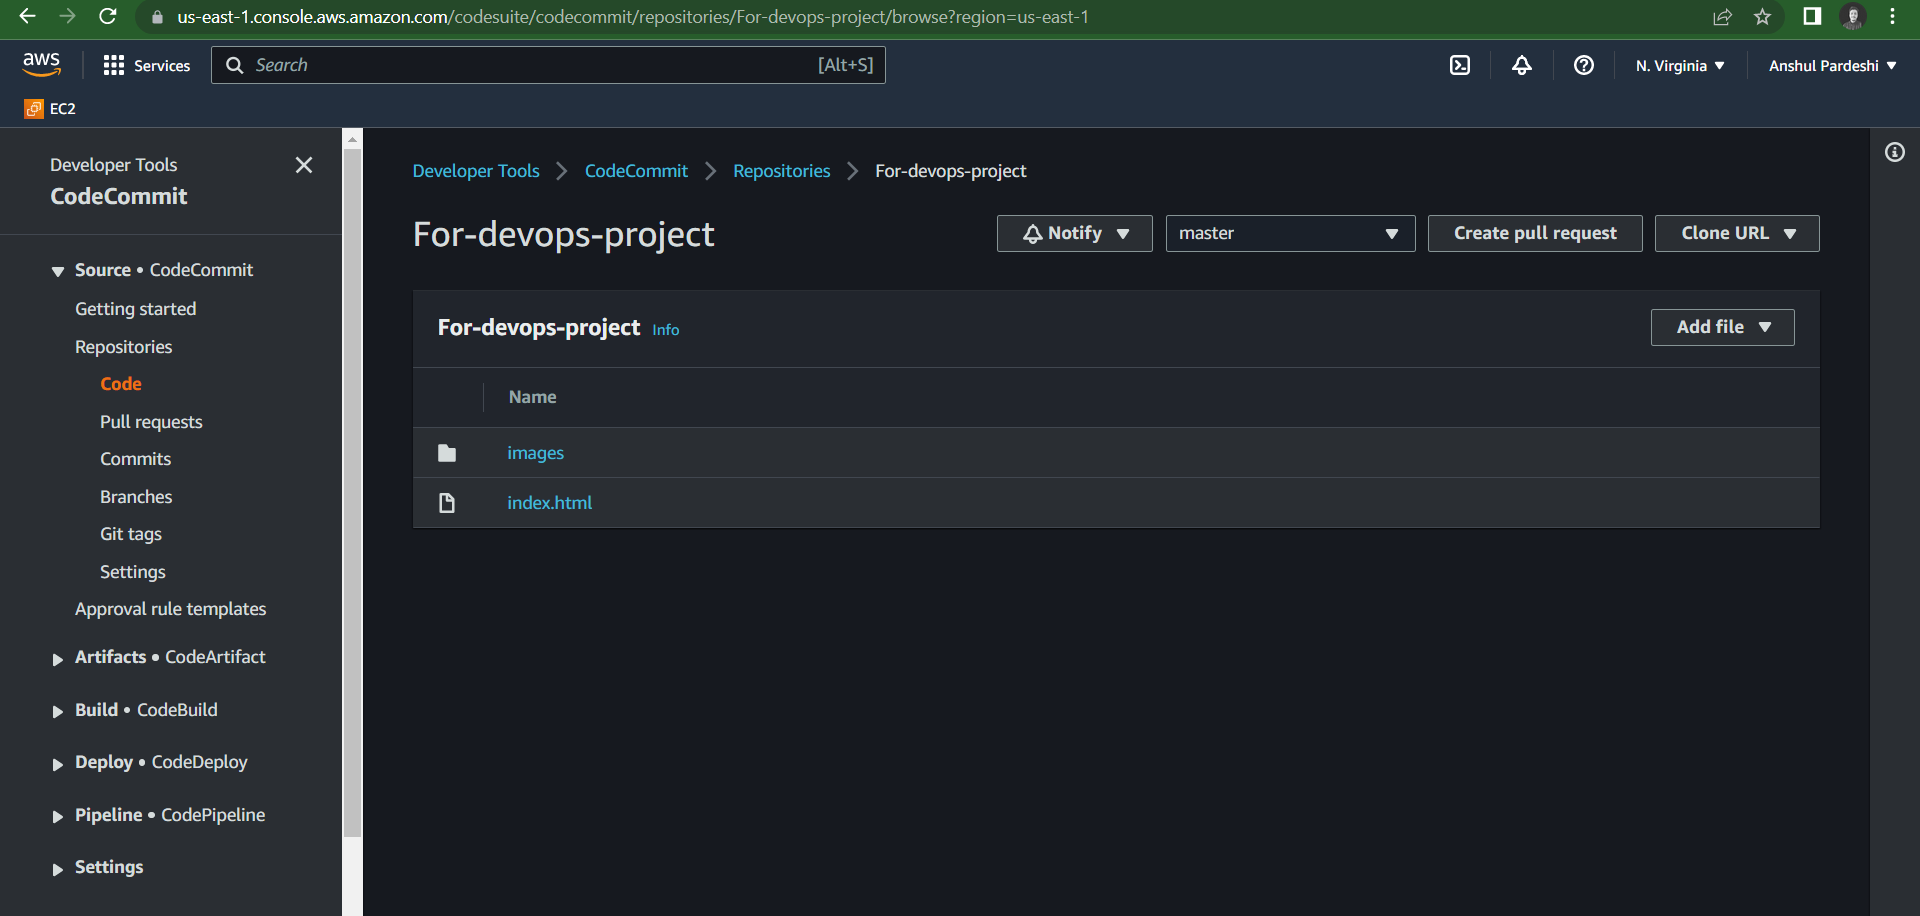 us-east-1.console.aws.amazon.com/codesuite/codecommit/repositories/For-devops-project/browse?region=us-east-1
aws Services Search [Alt+S] N. Virginia Anshul Pardeshi
EC2
Developer Tools
CodeCommit
Source • CodeCommit
Getting started
Repositories
Code
Pull requests
Commits
Branches
Git tags
Settings
Approval rule templates
Artifacts • CodeArtifact
Build • CodeBuild
Deploy • CodeDeploy
Pipeline • CodePipeline
Settings
Developer Tools CodeCommit Repositories For-devops-project
For-devops-project Notify master Create pull request Clone URL
For-devops-project Info Add file
Name
images
index.html